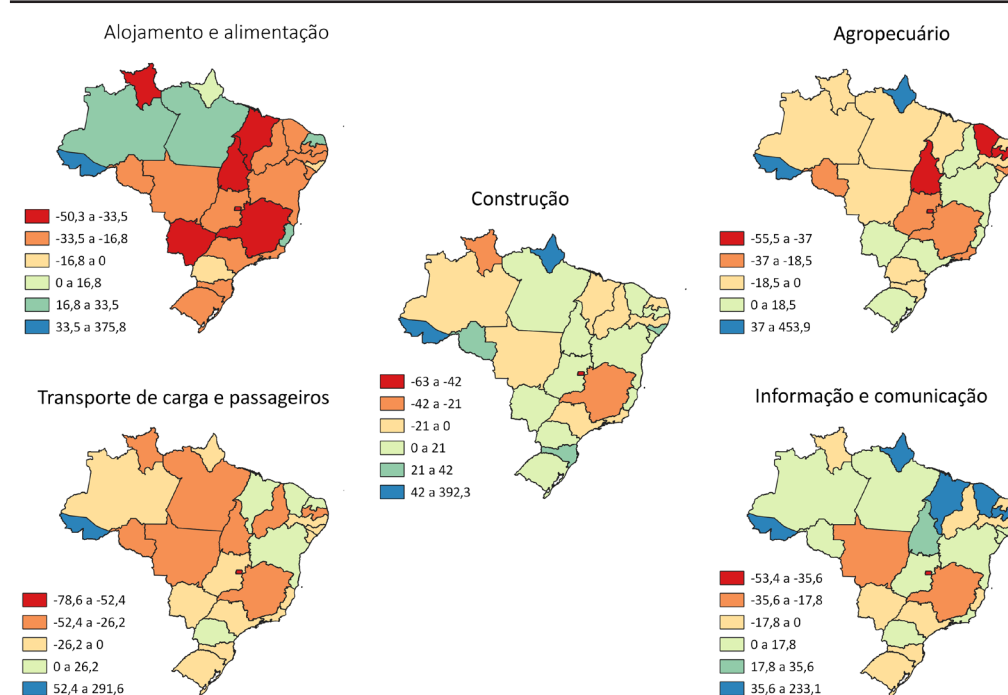 Alojamento e alimentação
-50,3 a -33,5
-33,5 a -16,8
-16,8 a 0
0 a 16,8
16,8 a 33,5
33,5 a 375,8
Agropecuário
-55,5 a -37
-37 a -18,5
-18,5 a 0
0 a 18,5
37 a 453,9
Construção
-63 a -42
-42 a -21
-21 a 0
0 a 21
21 a 42
42 a 392,3
Transporte de carga e passageiros
-78,6 a -52,4
-52,4 a -26,2
-26,2 a 0
0 a 26,2
52,4 a 291,6
Informação e comunicação
-53,4 a -35,6
-35,6 a -17,8
-17,8 a 0
0 a 17,8
17,8 a 35,6
35,6 a 233,1